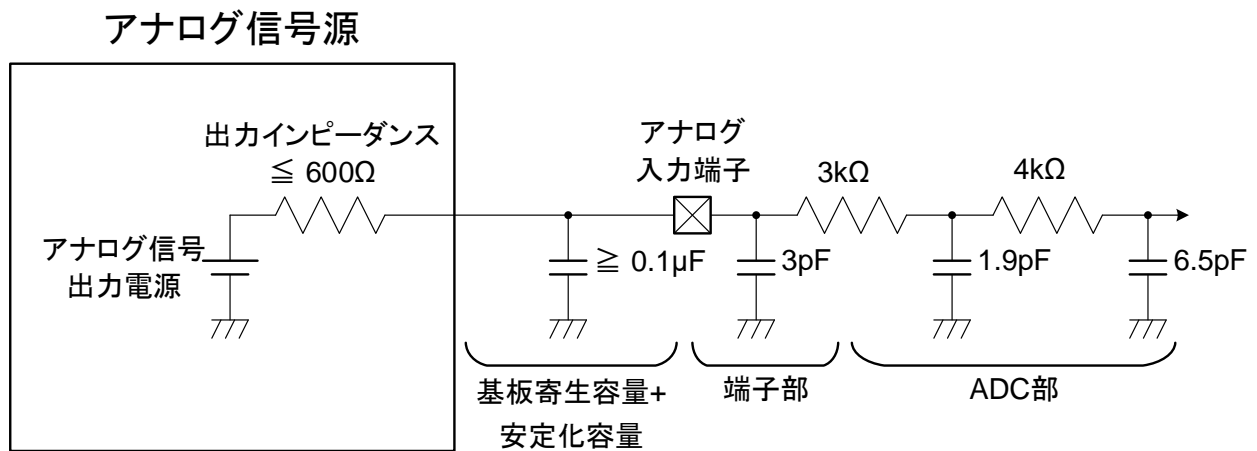 アナログ信号源
出力インピーダンス
≦ 600Ω
アナログ信号
出力電源
≧ 0.1µF
基板寄生容量+
安定化容量
アナログ
入力端子
3pF
端子部
3kΩ
4kΩ
1.9pF
6.5pF
ADC部